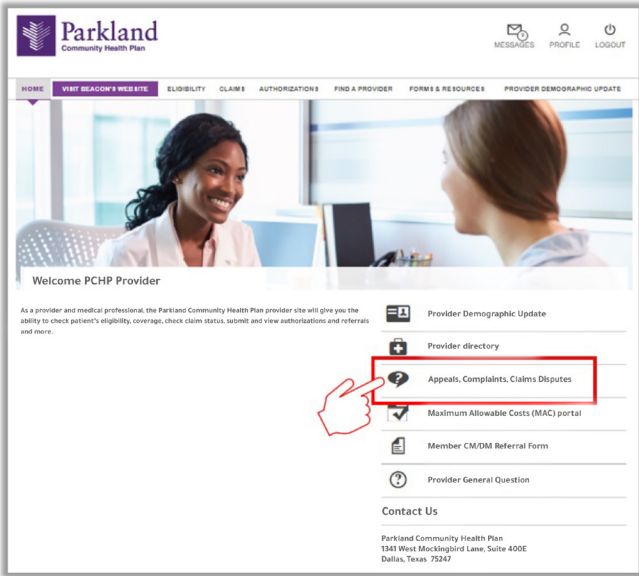 Parkland
Community Health Plan
0
MESSAGES PROFILE LOGOUT
HOME VISIT BEACON'S WEBSITE ELIGIBILITY CLAIMS AUTHORIZATIONS FIND A PROVIDER FORMS & RESOURCES PROVIDER DEMOGRAPHIC UPDATE
Welcome PCHP Provider
As a provider and medical professional, the Parkland Community Health Plan provider site will give you the
ability to check patient's eligibility, coverage, check claim status, submit and view authorizations and referrals
and more.
Provider Demographic Update
Provider directory
Appeals, Complaints, Claims Disputes
Maximum Allowable Costs (MAC) portal
Member CM/DM Referral Form
Provider General Question
Contact Us
Parkland Community Health Plan
1341 West Mockingbird Lane, Suite 400E
Dallas, Texas 75247